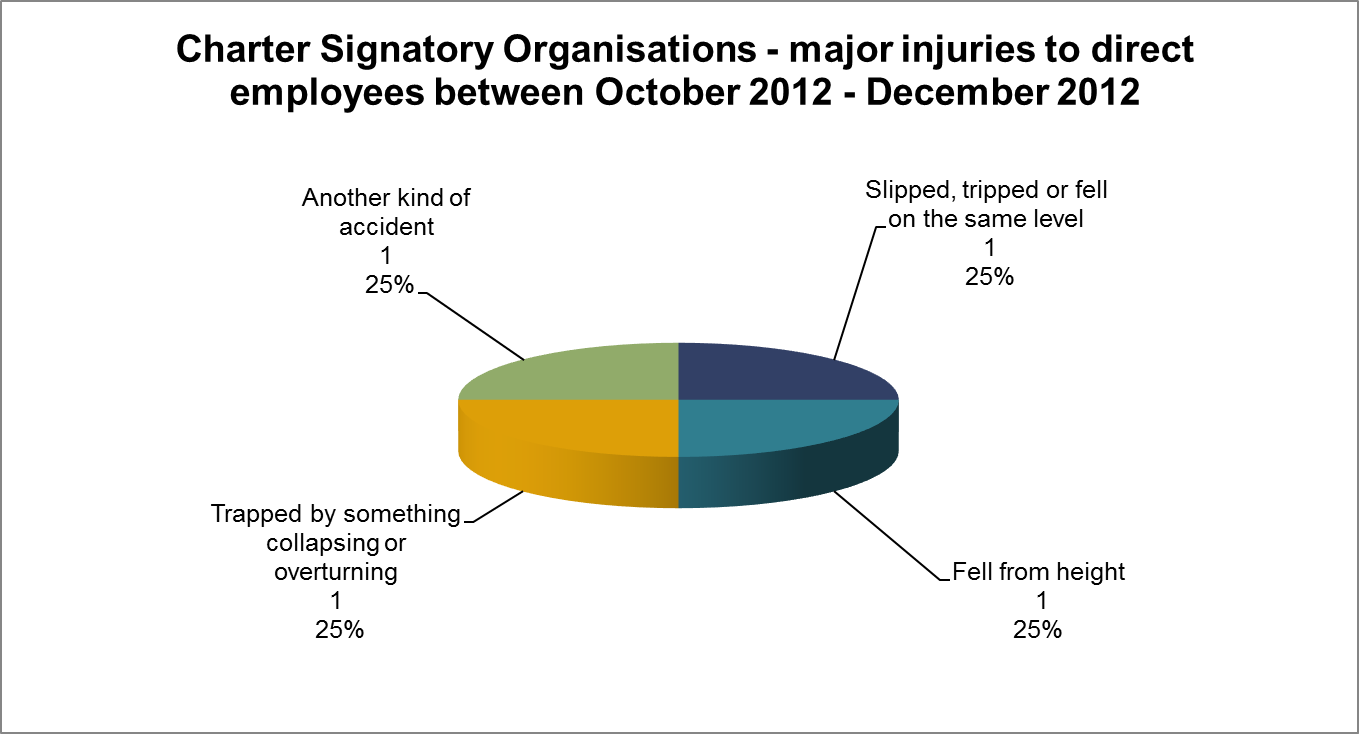 Charter Signatory Organisations - major injuries to direct
employees between October 2012 - December 2012
Another kind of
accident
1
25%
Slipped, tripped or fell
on the same level
1
25%
Trapped by something
collapsing or
overturning
1
25%
Fell from height
1
25%